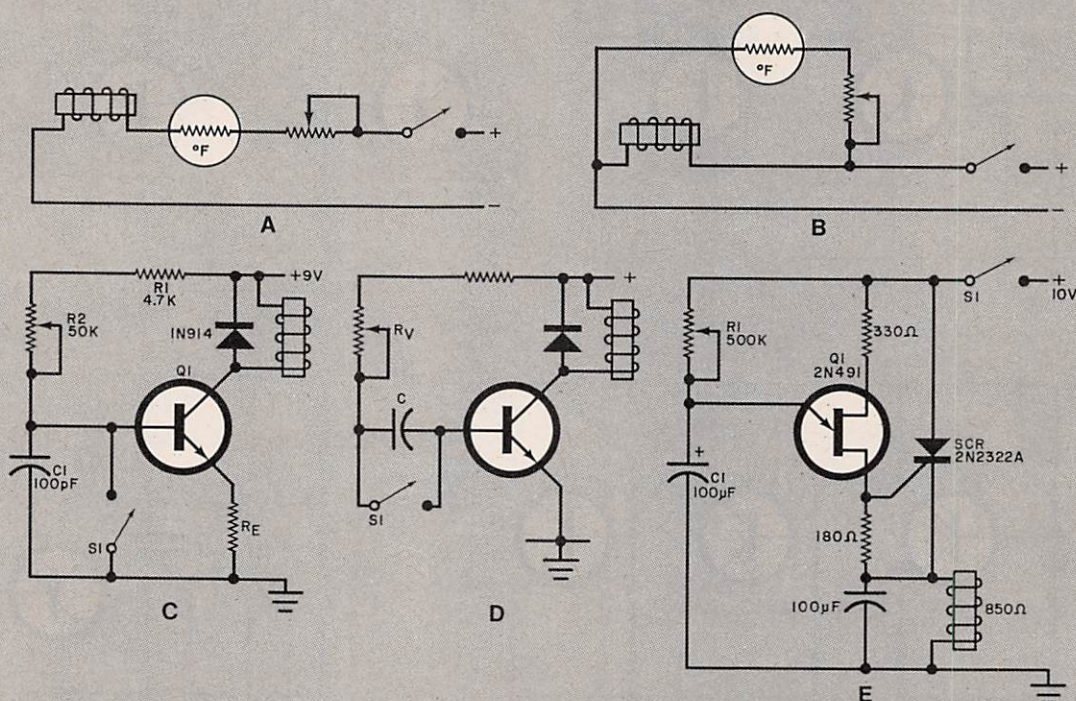 °F
+
−
A
°F
+
−
B
R1
4.7K
+9V
R2
50K
1N914
Q1
C1
100pF
S1
RE
C
+
RV
C
S1
D
S1
+
10V
R1
500K
330Ω
Q1
2N491
SCR
2N2322A
+
C1
100µF
180Ω
100µF
850Ω
E